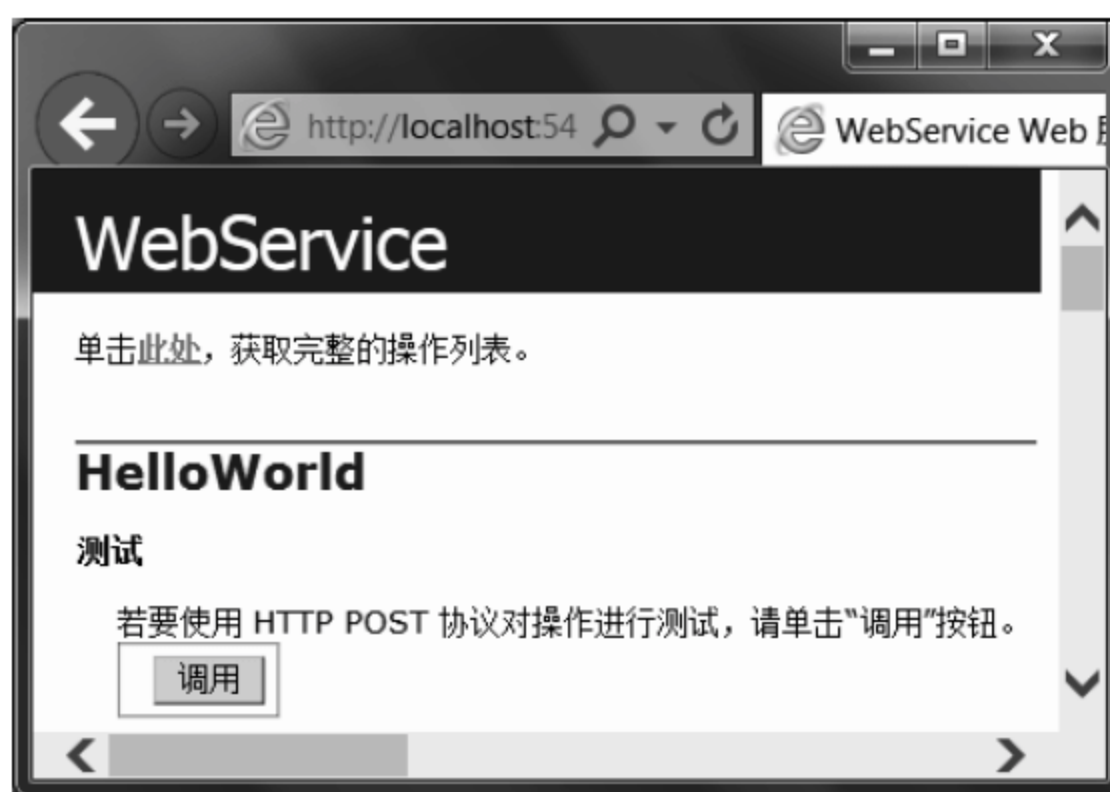 http://localhost:54
WebService Web
WebService
单击此处，获取完整的操作列表。
HelloWorld
测试
若要使用 HTTP POST 协议对操作进行测试，请单击“调用”按钮。
调用